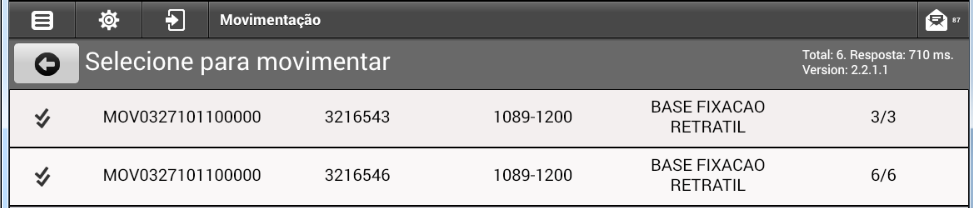 Movimentação
87
Selecione para movimentar
Total: 6. Resposta: 710 ms.
Version: 2.2.1.1
MOV0327101100000 3216543 1089-1200 BASE FIXACAO RETRATIL 3/3
MOV0327101100000 3216546 1089-1200 BASE FIXACAO RETRATIL 6/6